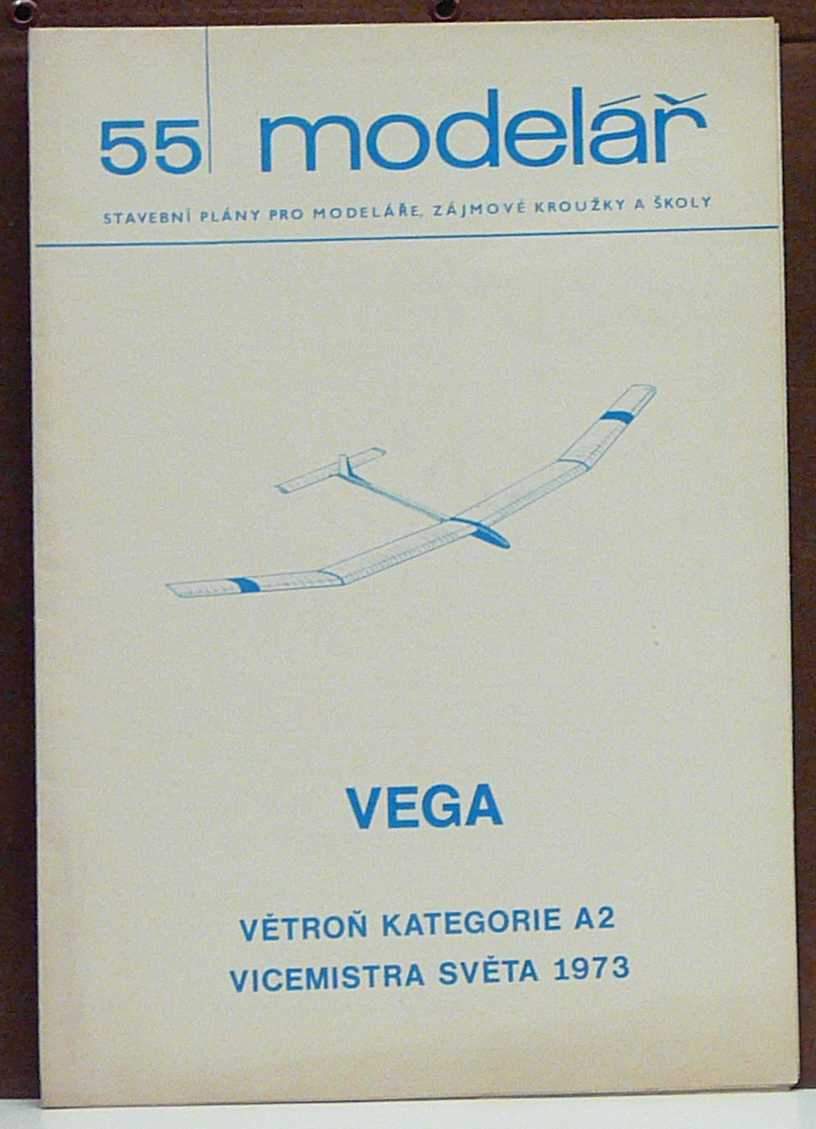 55 modelář
STAVEBNÍ PLÁNY PRO MODELÁŘE, ZÁJMOVÉ KROUŽKY A ŠKOLY
VEGA
VĚTROŇ KATEGORIE A2
VICEMISTRA SVĚTA 1973